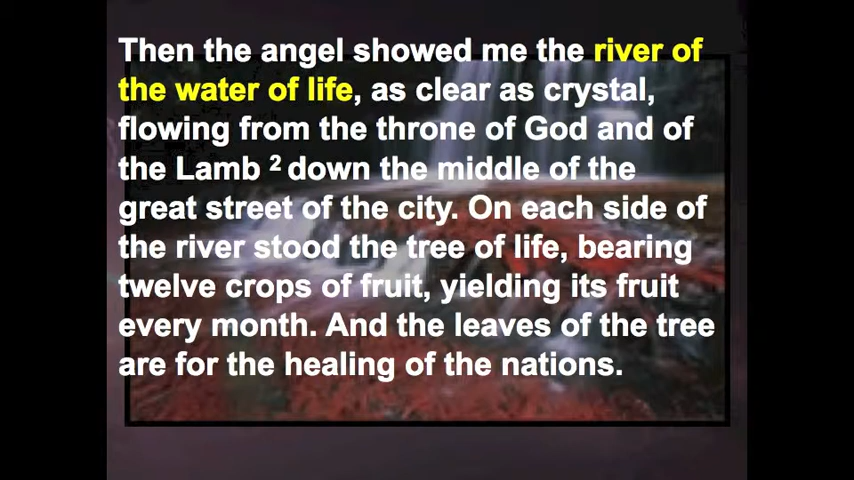 Then the angel showed me the river of
the water of life, as clear as crystal,
flowing from the throne of God and of
the Lamb ² down the middle of the
great street of the city. On each side of
the river stood the tree of life, bearing
twelve crops of fruit, yielding its fruit
every month. And the leaves of the tree
are for the healing of the nations.